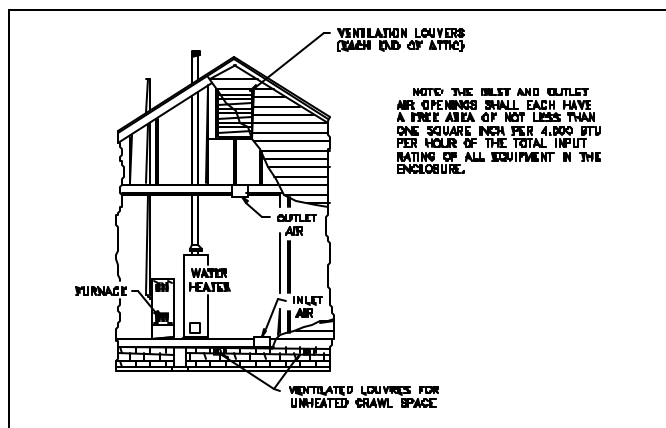 VENTILATION LOUVERS
(EACH END OF ATTIC)
NOTE: THE INLET AND OUTLET
AIR OPENINGS SHALL EACH HAVE
A FREE AREA OF NOT LESS THAN
ONE SQUARE INCH PER 4,000 BTU
PER HOUR OF THE TOTAL INPUT
RATING OF ALL EQUIPMENT IN THE
ENCLOSURE.
OUTLET
AIR
WATER
HEATER
FURNACE
INLET
AIR
VENTILATED LOUVRES FOR
UNHEATED CRAWL SPACE